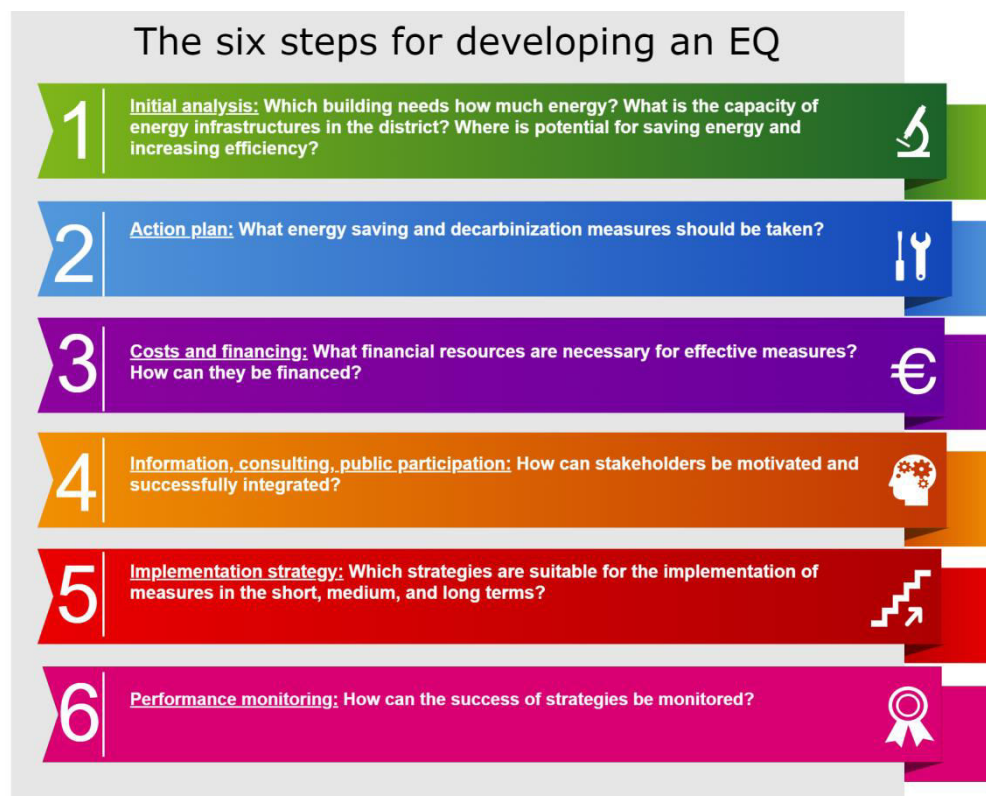 The six steps for developing an EQ
1
Initial analysis: Which building needs how much energy? What is the capacity of
energy infrastructures in the district? Where is potential for saving energy and
increasing efficiency?
2
Action plan: What energy saving and decarbinization measures should be taken?
3
Costs and financing: What financial resources are necessary for effective measures?
How can they be financed?
€
4
Information, consulting, public participation: How can stakeholders be motivated and
successfully integrated?
5
Implementation strategy: Which strategies are suitable for the implementation of
measures in the short, medium, and long terms?
6
Performance monitoring: How can the success of strategies be monitored?